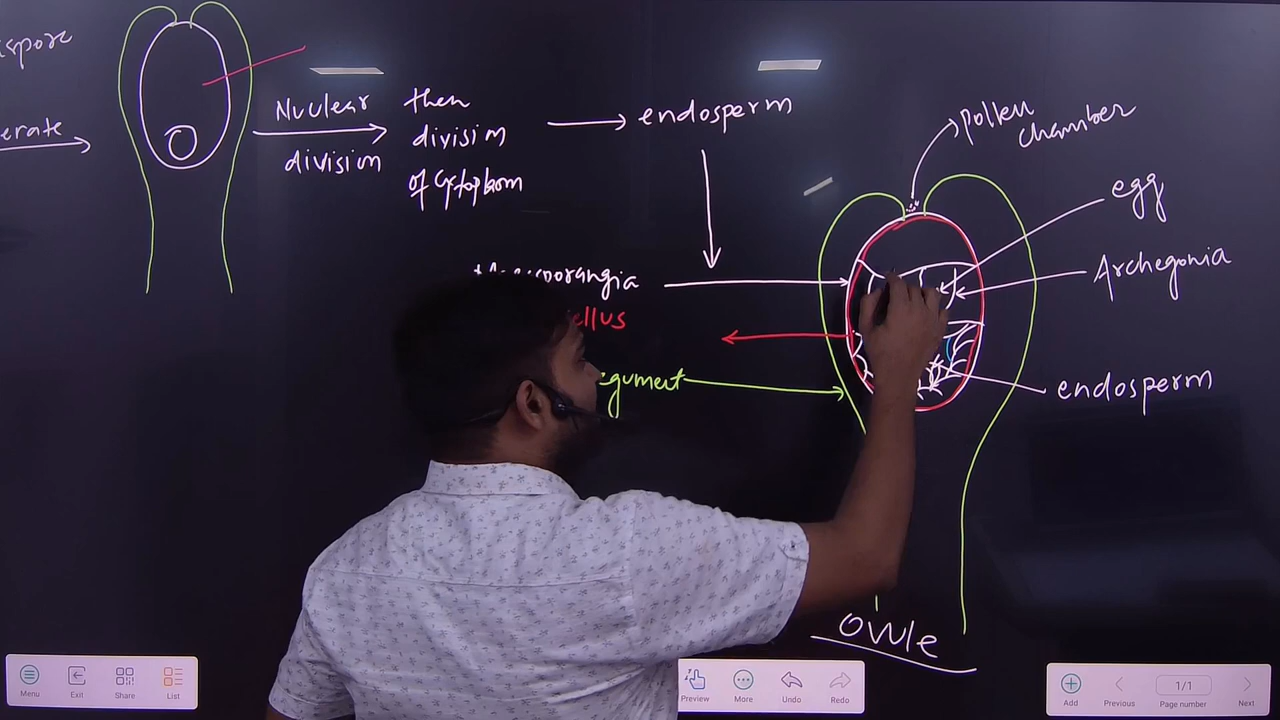 Nuclear
division
then
divisim
of Cytoplasm
endosperm
pollen
chamber
egg
Archegonia
endosperm
ovule
Menu
Exit
Share
List
Preview
More
Undo
Redo
Add
Previous
1/1
Page number
Next